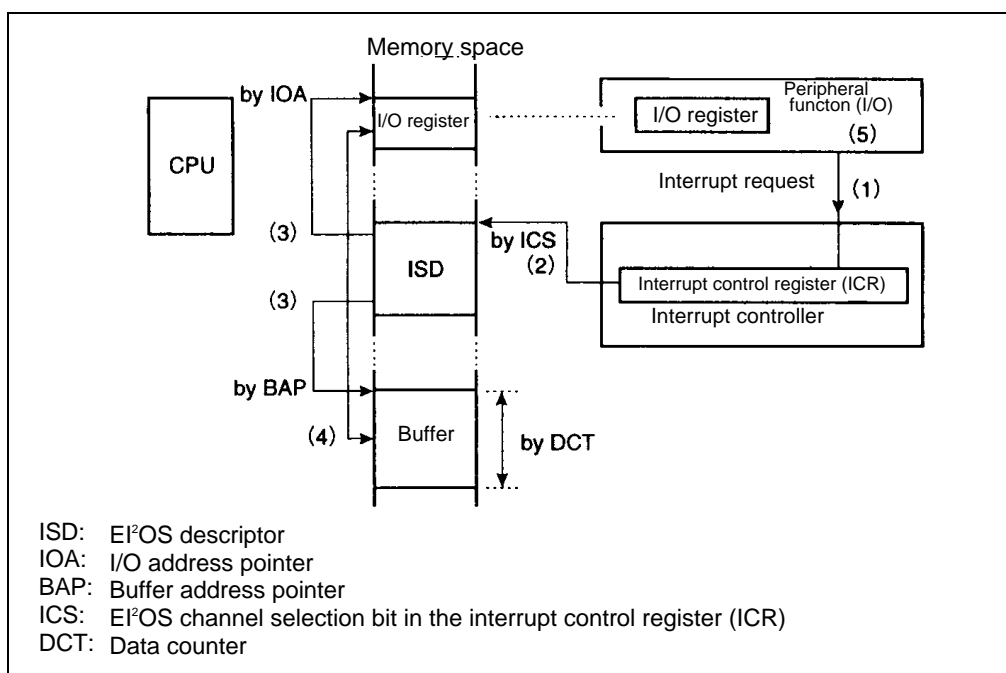 Memory space
by IOA
I/O register
Peripheral
functon (I/O)
I/O register
(5)
CPU
Interrupt request
(1)
(3)
by ICS
(2)
ISD
Interrupt control register (ICR)
Interrupt controller
(3)
by BAP
(4)
Buffer
by DCT
ISD: EI²OS descriptor
IOA: I/O address pointer
BAP: Buffer address pointer
ICS: EI²OS channel selection bit in the interrupt control register (ICR)
DCT: Data counter